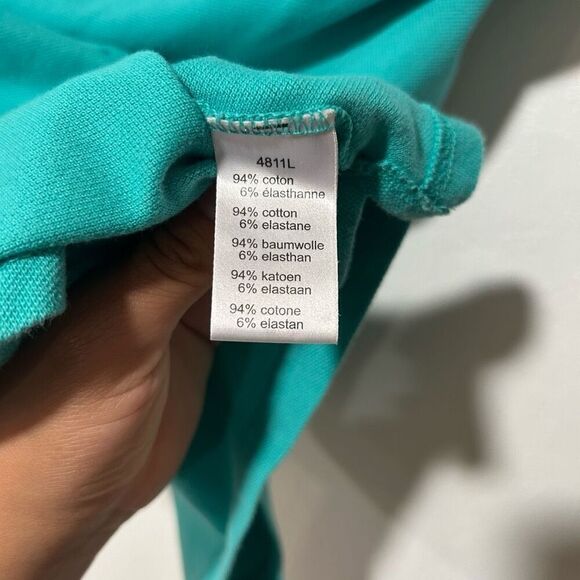 4811L
94% coton
6% élasthanne
94% cotton
6% elastane
94% baumwolle
6% elasthan
94% katoen
6% elastaan
94% cotone
6% elastan